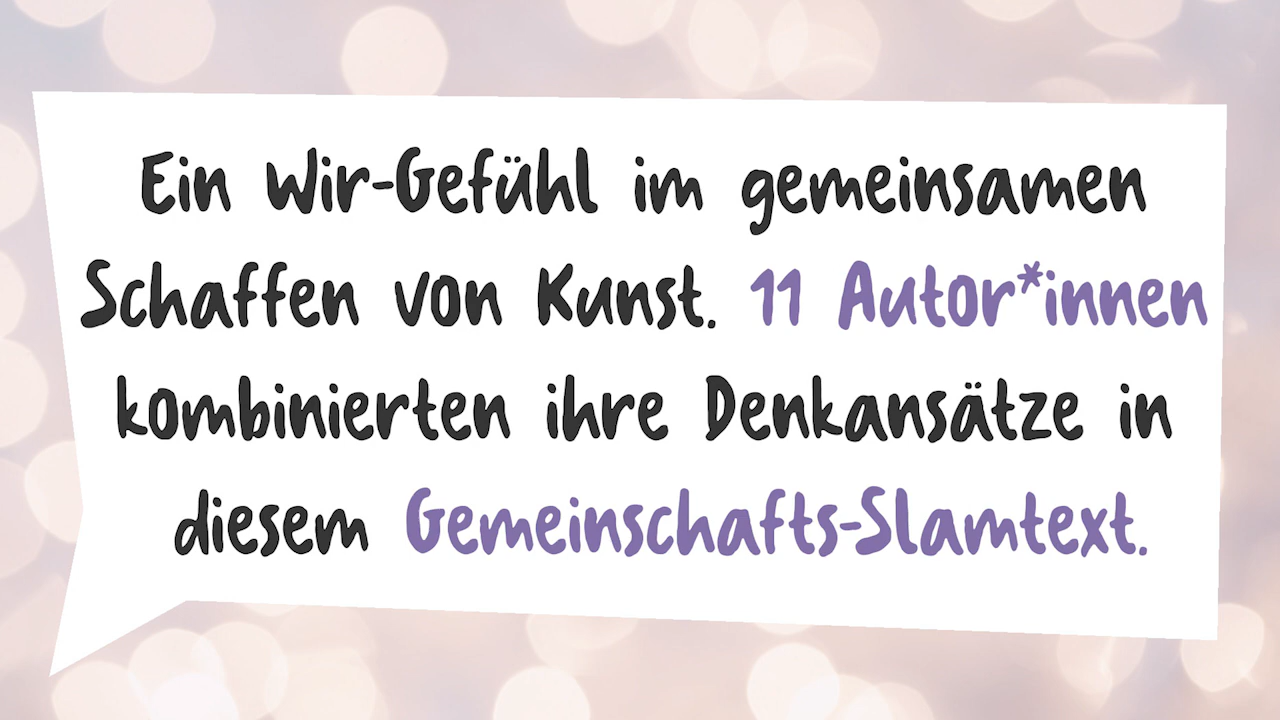 Ein Wir-Gefühl im gemeinsamen
Schaffen von Kunst. 11 Autor*innen
kombinierten ihre Denkansätze in
diesem Gemeinschafts-Slamtext.